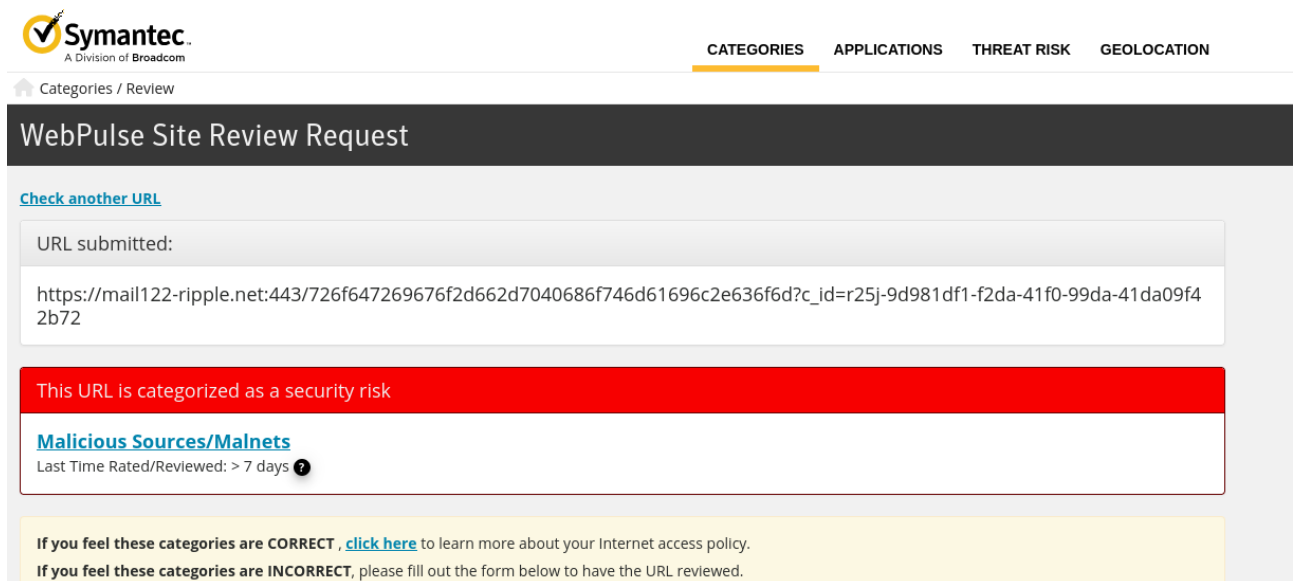 Symantec.
A Division of Broadcom
CATEGORIES APPLICATIONS THREAT RISK GEOLOCATION
Categories / Review
WebPulse Site Review Request
Check another URL
URL submitted:
https://mail122-ripple.net:443/726f647269676f2d662d7040686f746d61696c2e636f6d?c_id=r25j-9d981df1-f2da-41f0-99da-41da09f4
2b72
This URL is categorized as a security risk
Malicious Sources/Malnets
Last Time Rated/Reviewed: > 7 days ?
If you feel these categories are CORRECT , click here to learn more about your Internet access policy.
If you feel these categories are INCORRECT, please fill out the form below to have the URL reviewed.